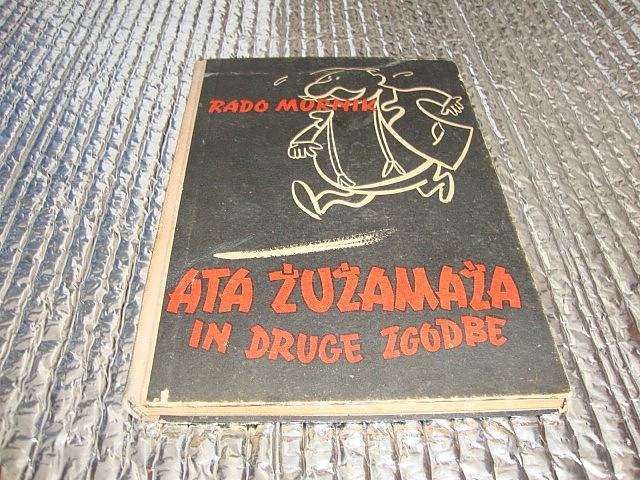 RADO MURNIK
ATA ŽUŽAMAŽA
IN DRUGE ZGODBE